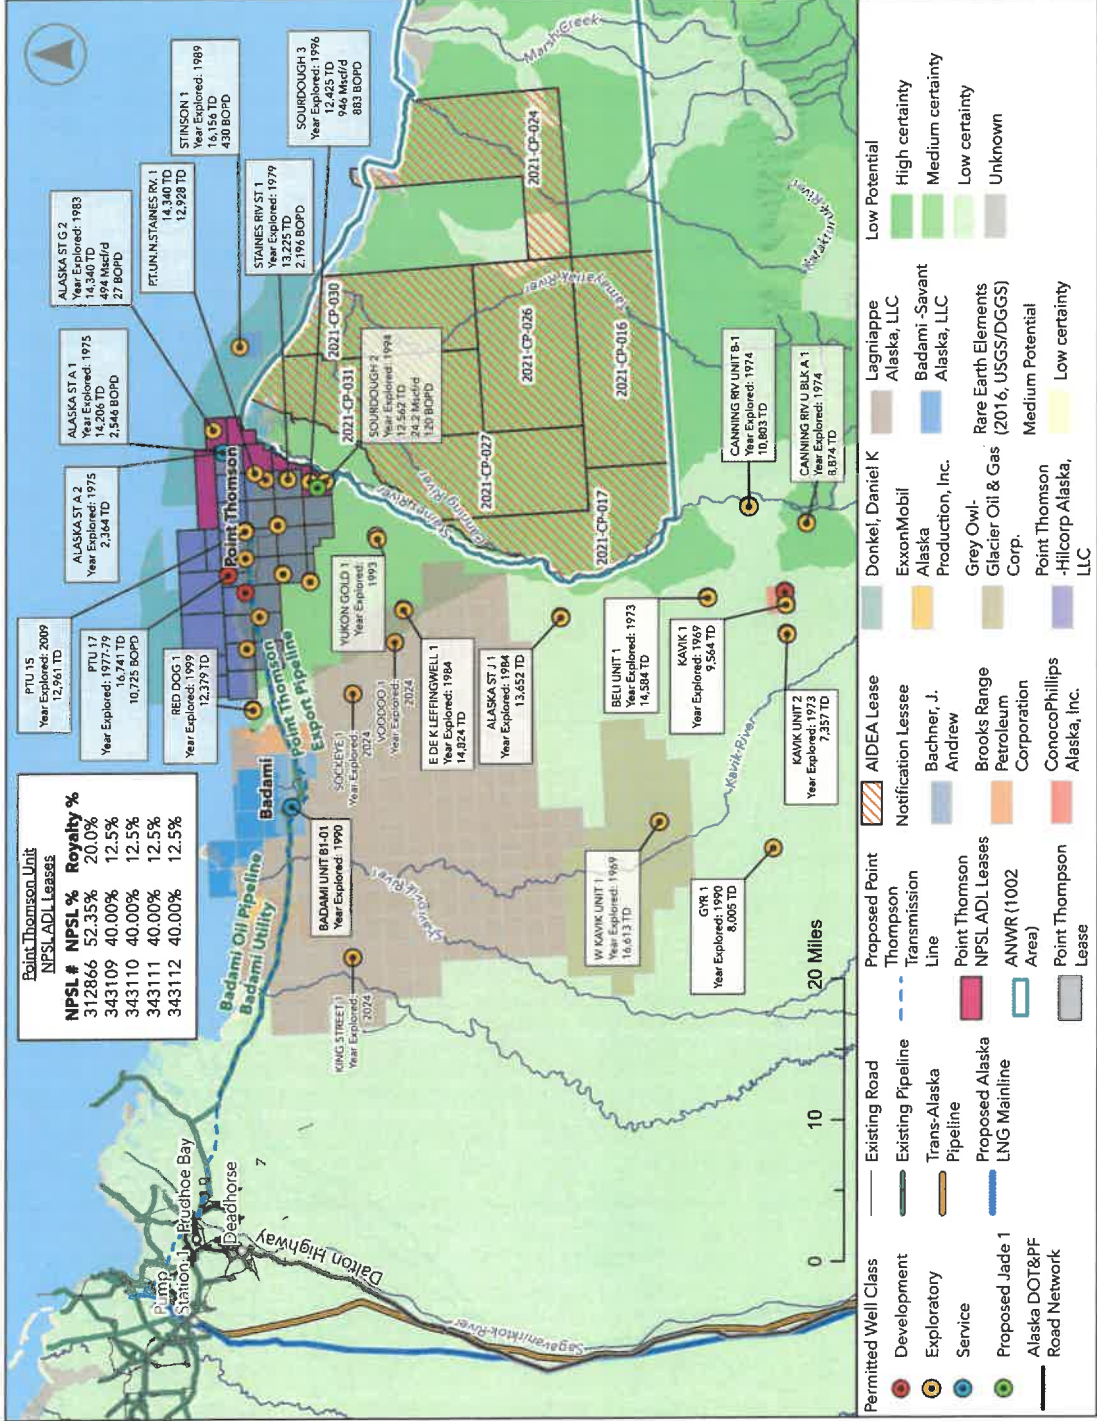 Point Thomson Unit
NPSL ADL Leases
NPSL # NPSL % Royalty %
312866 52.35% 20.0%
343109 40.00% 12.5%
343110 40.00% 12.5%
343111 40.00% 12.5%
343112 40.00% 12.5%
PTU 15
Year Explored: 2009
12,961 TD
PTU 17
Year Explored: 1977-79
16,741 TD
10,725 BOPD
RED DOG 1
Year Explored: 1999
12,379 TD
ALASKA ST A 2
Year Explored: 1975
2,364 TD
ALASKA ST A 1
Year Explored: 1975
14,206 TD
2,546 BOPD
ALASKA ST G 2
Year Explored: 1983
14,340 TD
494 Mscf/d
27 BOPD
P.T.UN.N.STAINES RV. 1
14,340 TD
12,928 TD
STINSON 1
Year Explored: 1989
16,156 TD
430 BOPD
STAINES RIV ST 1
Year Explored: 1979
13,225 TD
2,196 BOPD
SOURDOUGH 3
Year Explored: 1996
12,425 TD
946 Mscf/d
883 BOPD
Pump
Station 1
Prudhoe Bay
Deadhorse
Dalton Highway
Sagavanirktok River
Badami Oil Pipeline
Badami Utility
Badami
Point Thomson
Export Pipeline
Point Thomson
BADAMI UNIT B1-01
Year Explored: 1990
KING STREET 1
Year Explored:
2024
SOCKEYE 1
Year Explored:
2024
VOODOO 1
Year Explored:
2024
YUKON GOLD 1
Year Explored:
1993
SOURDOUGH 2
Year Explored: 1994
12,562 TD
24.2 Mscf/d
120 BOPD
E DE K LEFFINGWELL 1
Year Explored: 1984
14,824 TD
ALASKA ST J 1
Year Explored: 1984
13,652 TD
Shaviovik River
Staines River
Canning River
Tamayariak River
Katakturuk River
Marsh Creek
Kavik River
2021-CP-030
2021-CP-031
2021-CP-024
2021-CP-026
2021-CP-027
2021-CP-016
2021-CP-017
W KAVIK UNIT 1
Year Explored: 1969
16,613 TD
GYR 1
Year Explored: 1990
8,005 TD
BELI UNIT 1
Year Explored: 1973
14,584 TD
KAVIK 1
Year Explored: 1969
9,564 TD
KAVIK UNIT 2
Year Explored: 1973
7,357 TD
CANNING RIV UNIT B-1
Year Explored: 1974
10,803 TD
CANNING RIV U BLK A 1
Year Explored: 1974
8,874 TD
7
0 10 20 Miles
Permitted Well Class
Development
Exploratory
Service
Proposed Jade 1
Alaska DOT&PF
Road Network
Existing Road
Existing Pipeline
Trans-Alaska
Pipeline
Proposed Alaska
LNG Mainline
Proposed Point
Thompson
Transmission
Line
Point Thomson
NPSL ADL Leases
ANWR (1002
Area)
Point Thompson
Lease
AIDEA Lease
Notification Lessee
Bachner, J.
Andrew
Brooks Range
Petroleum
Corporation
ConocoPhillips
Alaska, Inc.
Donkel, Daniel K
ExxonMobil
Alaska
Production, Inc.
Grey Owl-
Glacier Oil & Gas
Corp.
Point Thomson
-Hilcorp Alaska,
LLC
Lagniappe
Alaska, LLC
Badami -Savant
Alaska, LLC
Rare Earth Elements
(2016, USGS/DGGS)
Medium Potential
Low certainty
Low Potential
High certainty
Medium certainty
Low certainty
Unknown